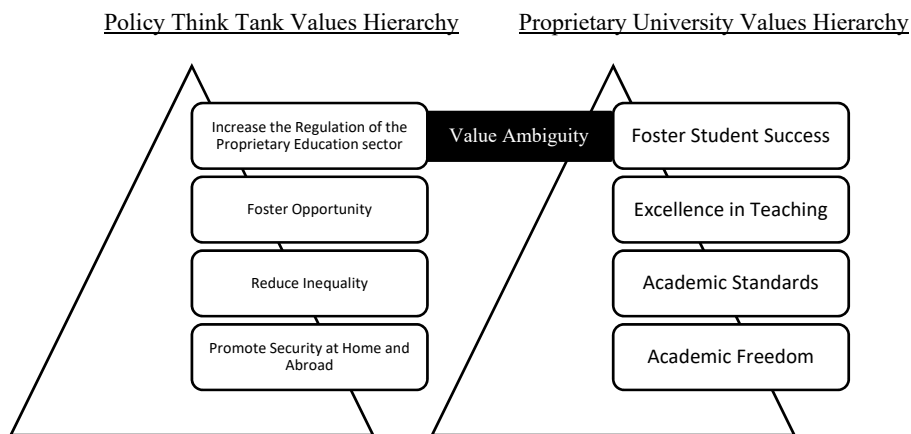 Policy Think Tank Values Hierarchy
Proprietary University Values Hierarchy
Increase the Regulation of the
Proprietary Education sector
Value Ambiguity
Foster Student Success
Foster Opportunity
Excellence in Teaching
Reduce Inequality
Academic Standards
Promote Security at Home and
Abroad
Academic Freedom